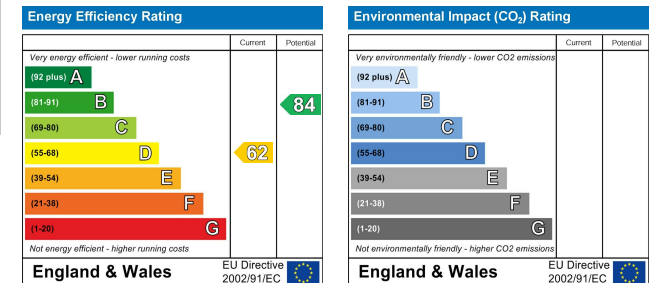 Energy Efficiency Rating
Current Potential
Very energy efficient - lower running costs
(92 plus) A
(81-91) B
84
(69-80) C
(55-68) D
62
(39-54) E
(21-38) F
(1-20) G
Not energy efficient - higher running costs
England & Wales
EU Directive
2002/91/EC
Environmental Impact (CO₂) Rating
Current Potential
Very environmentally friendly - lower CO2 emissions
(92 plus) A
(81-91) B
(69-80) C
(55-68) D
(39-54) E
(21-38) F
(1-20) G
Not environmentally friendly - higher CO2 emissions
England & Wales
EU Directive
2002/91/EC